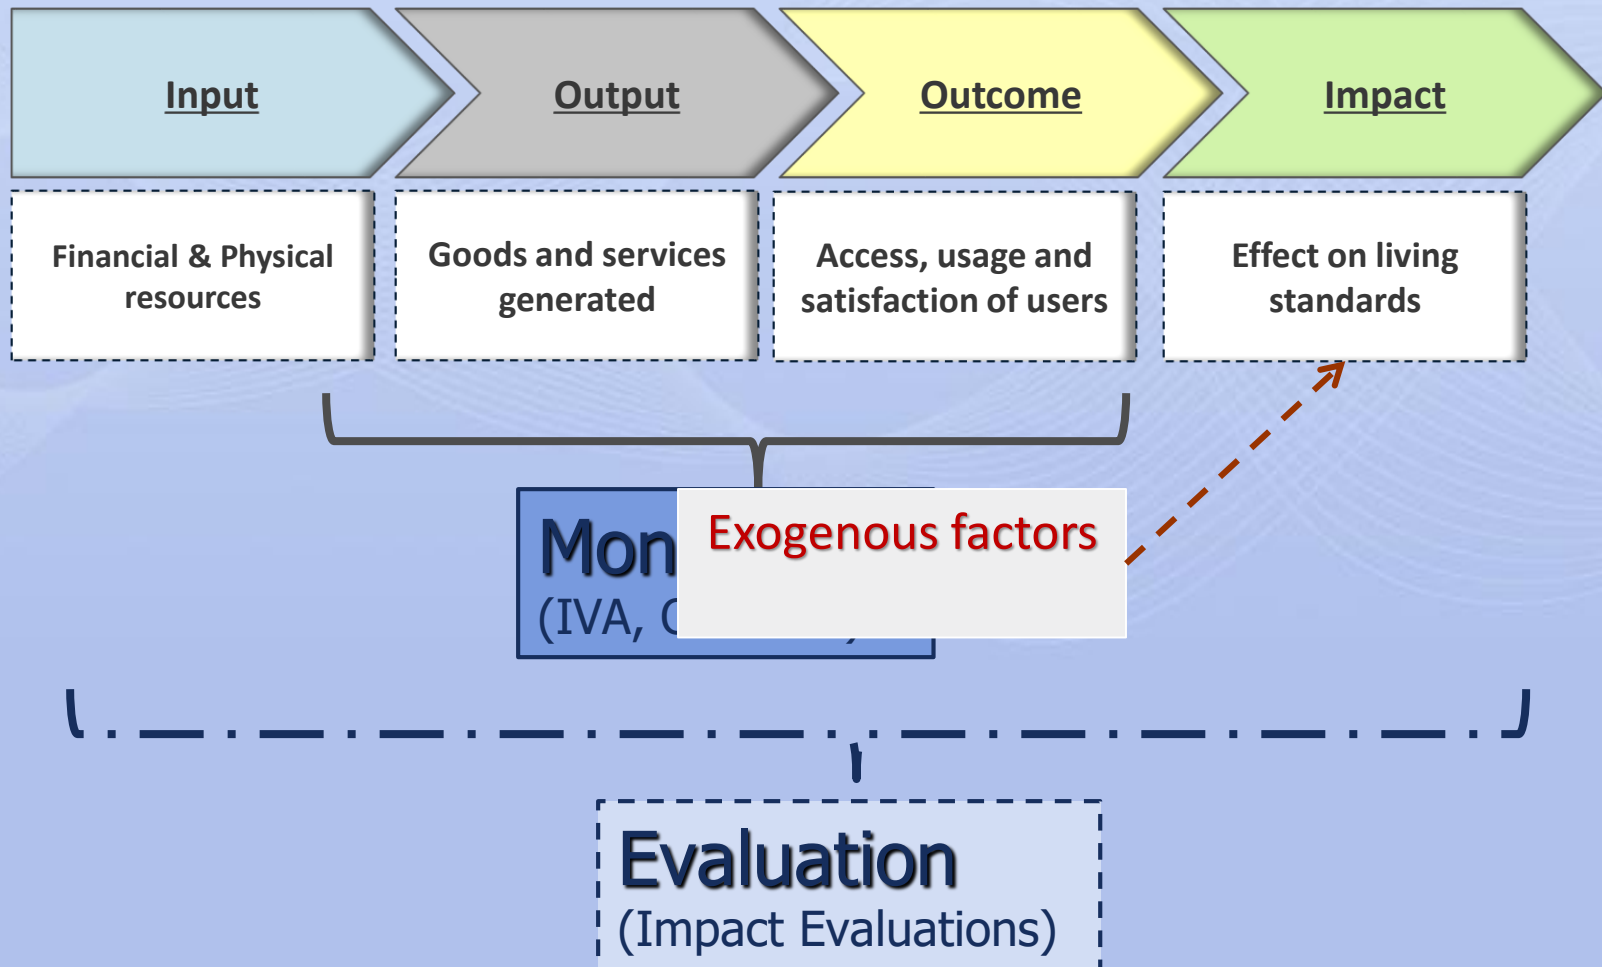 Input
Output
Outcome
Impact
Financial & Physical
resources
Goods and services
generated
Access, usage and
satisfaction of users
Effect on living
standards
Exogenous factors
(IVA,
Evaluation
(Impact Evaluations)